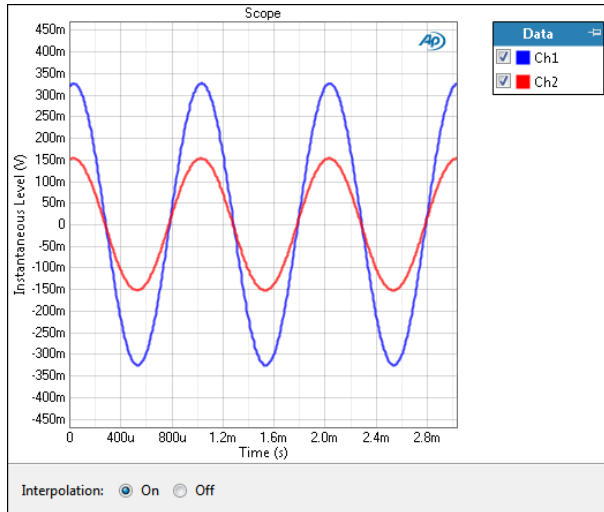 Scope
450m
400m
350m
300m
250m
200m
150m
100m
50m
0
-50m
-100m
-150m
-200m
-250m
-300m
-350m
-400m
-450m
Instantaneous Level (V)
0 400u 800u 1.2m 1.6m 2.0m 2.4m 2.8m
Time (s)
Ap
Data
Ch1
Ch2
Interpolation: On Off